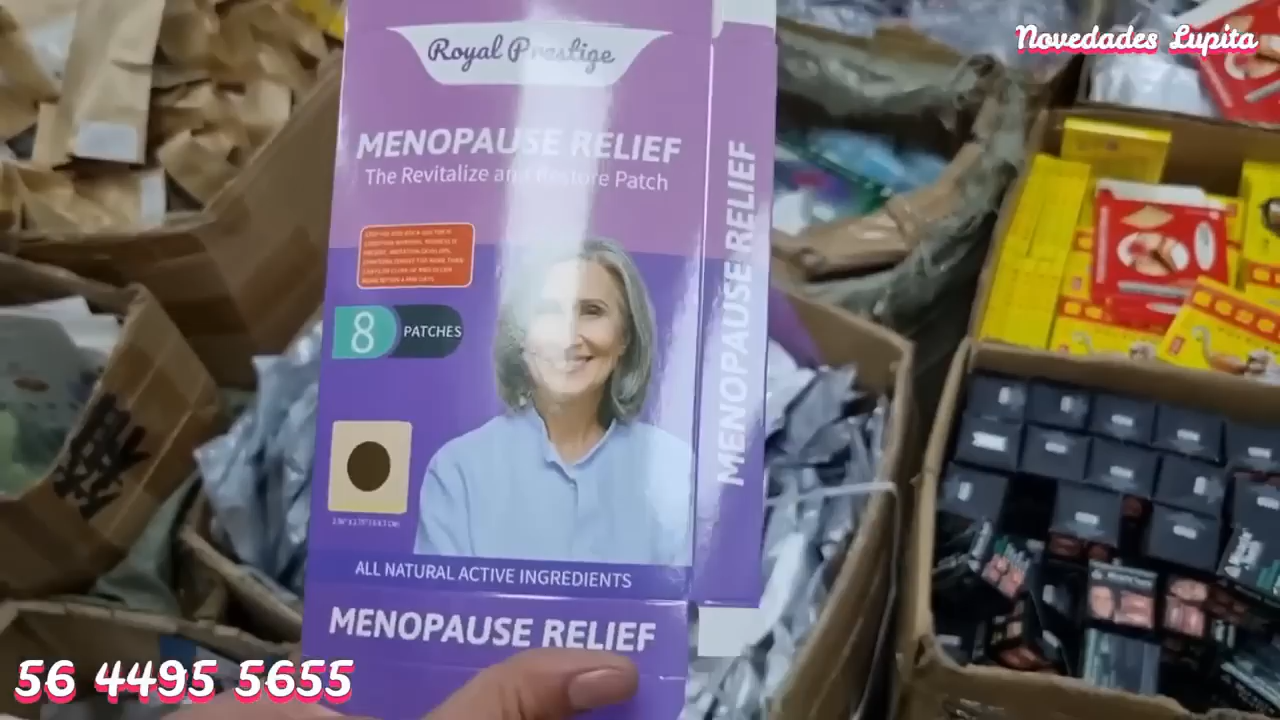 Novedades Lupita
Royal Prestige
MENOPAUSE RELIEF
The Revitalize and Restore Patch
8 PATCHES
ALL NATURAL ACTIVE INGREDIENTS
MENOPAUSE RELIEF
MENOPAUSE RELIEF
56 4495 5655